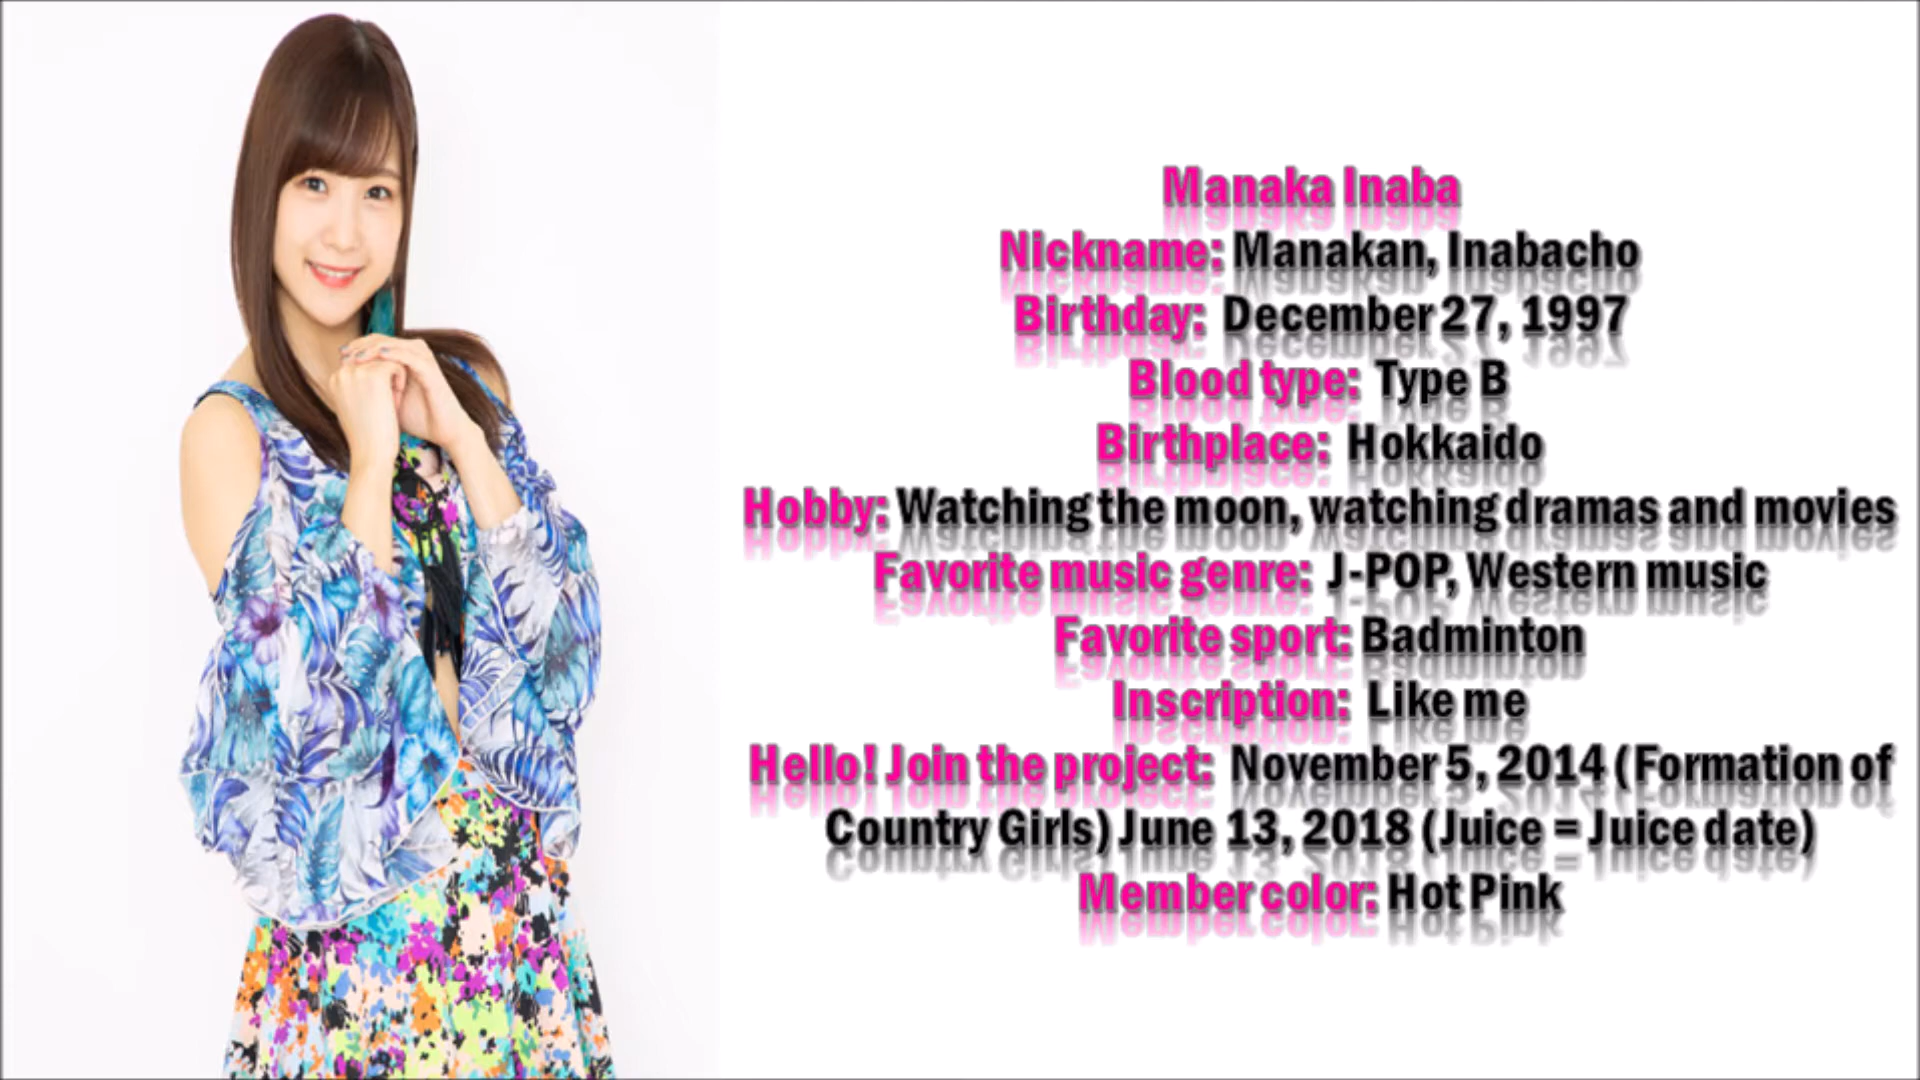 Manaka Inaba
Nickname: Manakan, Inabacho
Birthday: December 27, 1997
Blood type: Type B
Birthplace: Hokkaido
Hobby: Watching the moon, watching dramas and movies
Favorite music genre: J-POP, Western music
Favorite sport: Badminton
Inscription: Like me
Hello! Join the project: November 5, 2014 (Formation of
Country Girls) June 13, 2018 (Juice = Juice date)
Member color: Hot Pink